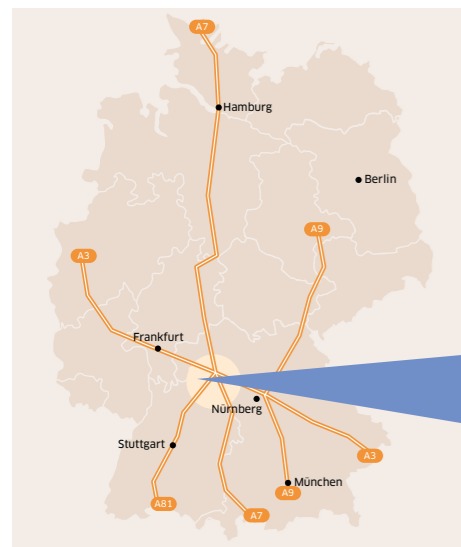 A7
Hamburg
Berlin
A9
A3
Frankfurt
Nürnberg
Stuttgart
A3
München
A9
A81
A7